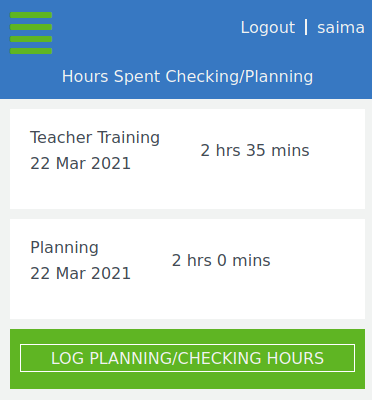 Logout | saima
Hours Spent Checking/Planning
Teacher Training
22 Mar 2021
2 hrs 35 mins
Planning
22 Mar 2021
2 hrs 0 mins
LOG PLANNING/CHECKING HOURS